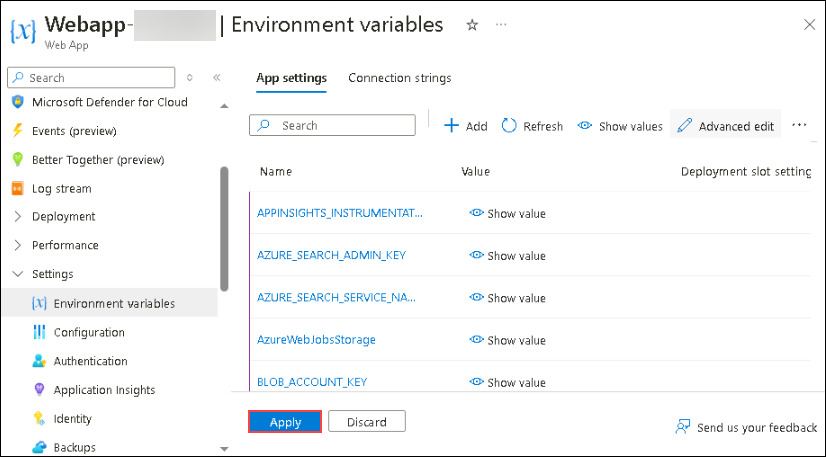 {x} Webapp- | Environment variables
Web App
Search
Microsoft Defender for Cloud
Events (preview)
Better Together (preview)
Log stream
Deployment
Performance
Settings
{x} Environment variables
Configuration
Authentication
Application Insights
Identity
Backups
App settings Connection strings
Search Add Refresh Show values Advanced edit
Name Value Deployment slot setting
APPINSIGHTS_INSTRUMENTAT... Show value
AZURE_SEARCH_ADMIN_KEY Show value
AZURE_SEARCH_SERVICE_NA... Show value
AzureWebJobsStorage Show value
BLOB_ACCOUNT_KEY Show value
Apply Discard Send us your feedback